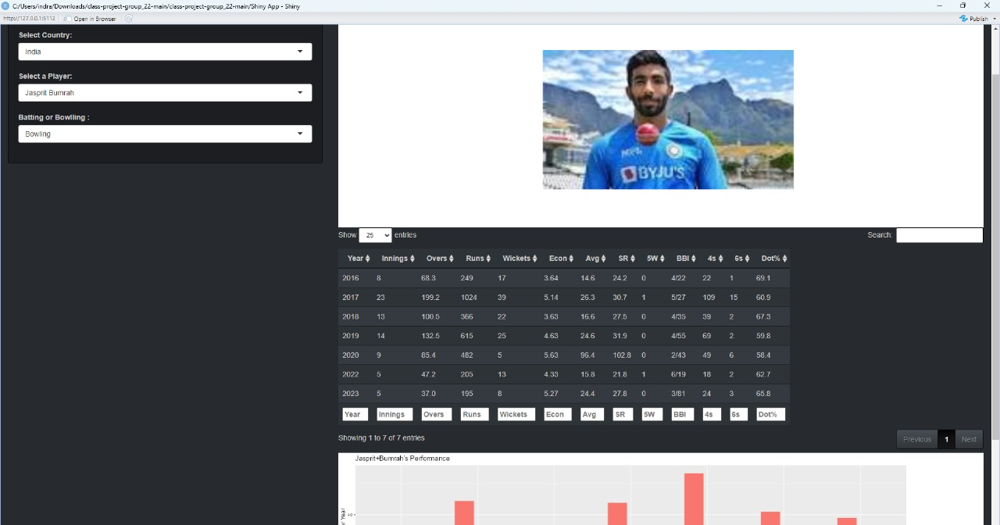 C:/Users/indra/Downloads/class-project-group_22-main/class-project-group_22-main/Shiny App - Shiny
http://127.0.0.1:5112 Open in Browser Publish
Select Country:
India
Select a Player:
Jasprit Bumrah
Batting or Bowlling :
Bowling
BYJU'S
Show 25 entries Search:
Year Innings Overs Runs Wickets Econ Avg SR 5W BBI 4s 6s Dot%
2016 8 68.3 249 17 3.64 14.6 24.2 0 4/22 22 1 69.1
2017 23 199.2 1024 39 5.14 26.3 30.7 1 5/27 109 15 60.9
2018 13 100.5 366 22 3.63 16.6 27.5 0 4/35 39 2 67.3
2019 14 132.5 615 25 4.63 24.6 31.9 0 4/55 69 2 59.8
2020 9 85.4 482 5 5.63 96.4 102.8 0 2/43 49 6 58.4
2022 5 47.2 205 13 4.33 15.8 21.8 1 6/19 18 2 62.7
2023 5 37.0 195 8 5.27 24.4 27.8 0 3/81 24 3 65.8
Year Innings Overs Runs Wickets Econ Avg SR 5W BBI 4s 6s Dot%
Showing 1 to 7 of 7 entries Previous 1 Next
Jasprit+Bumrah's Performance
40
r Year